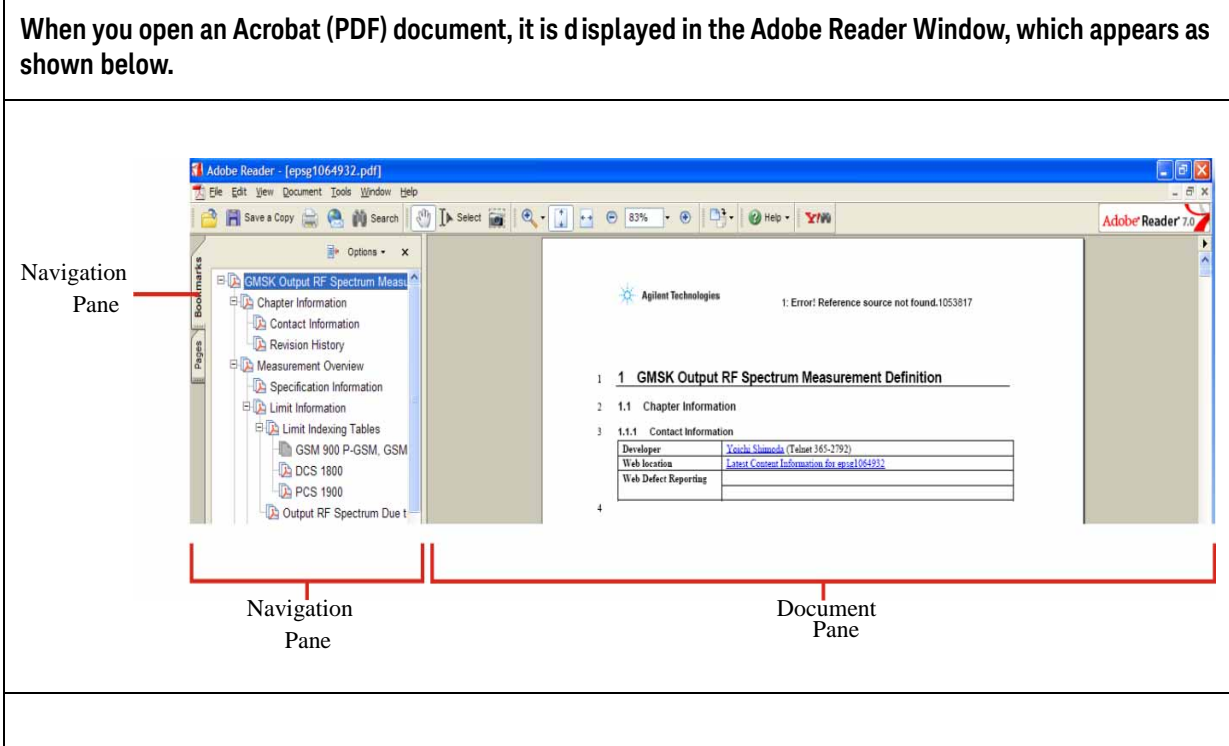 When you open an Acrobat (PDF) document, it is displayed in the Adobe Reader Window, which appears as
shown below.
Adobe Reader - [epsg1064932.pdf]
File Edit View Document Tools Window Help
Save a Copy Search Select 83% Help Y!
Adobe Reader 7.0
Navigation
Pane
Bookmarks
Pages
Options
GMSK Output RF Spectrum Measu
Chapter Information
Contact Information
Revision History
Measurement Overview
Specification Information
Limit Information
Limit Indexing Tables
GSM 900 P-GSM, GSM
DCS 1800
PCS 1900
Output RF Spectrum Due t
Agilent Technologies
1: Error! Reference source not found.1053817
1 1 GMSK Output RF Spectrum Measurement Definition
2 1.1 Chapter Information
3 1.1.1 Contact Information
Developer Yoichi Shimoda (Telnet 365-2792)
Web location Latest Content Information for epsg1064932
Web Defect Reporting
4
Navigation
Pane
Document
Pane